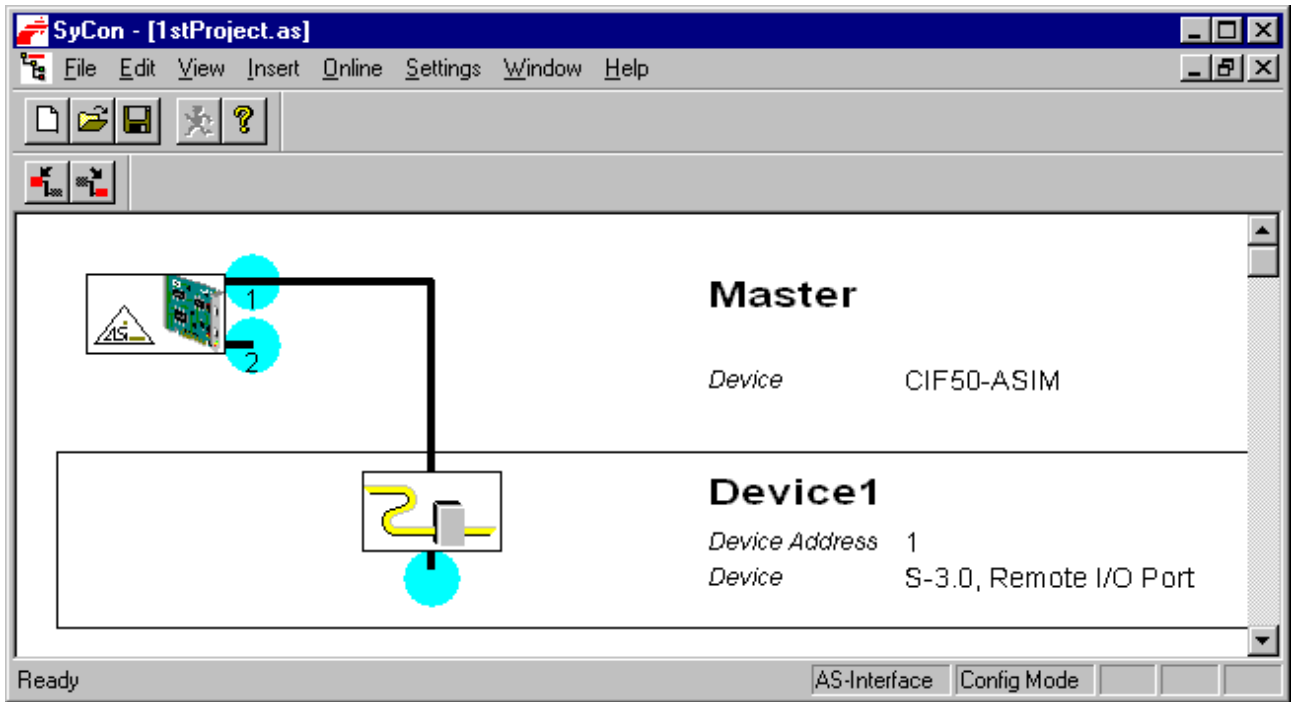 SyCon - [1stProject.as]
File Edit View Insert Online Settings Window Help
1
2
ASi
Master
Device CIF50-ASIM
Device1
Device Address 1
Device S-3.0, Remote I/O Port
Ready AS-Interface Config Mode